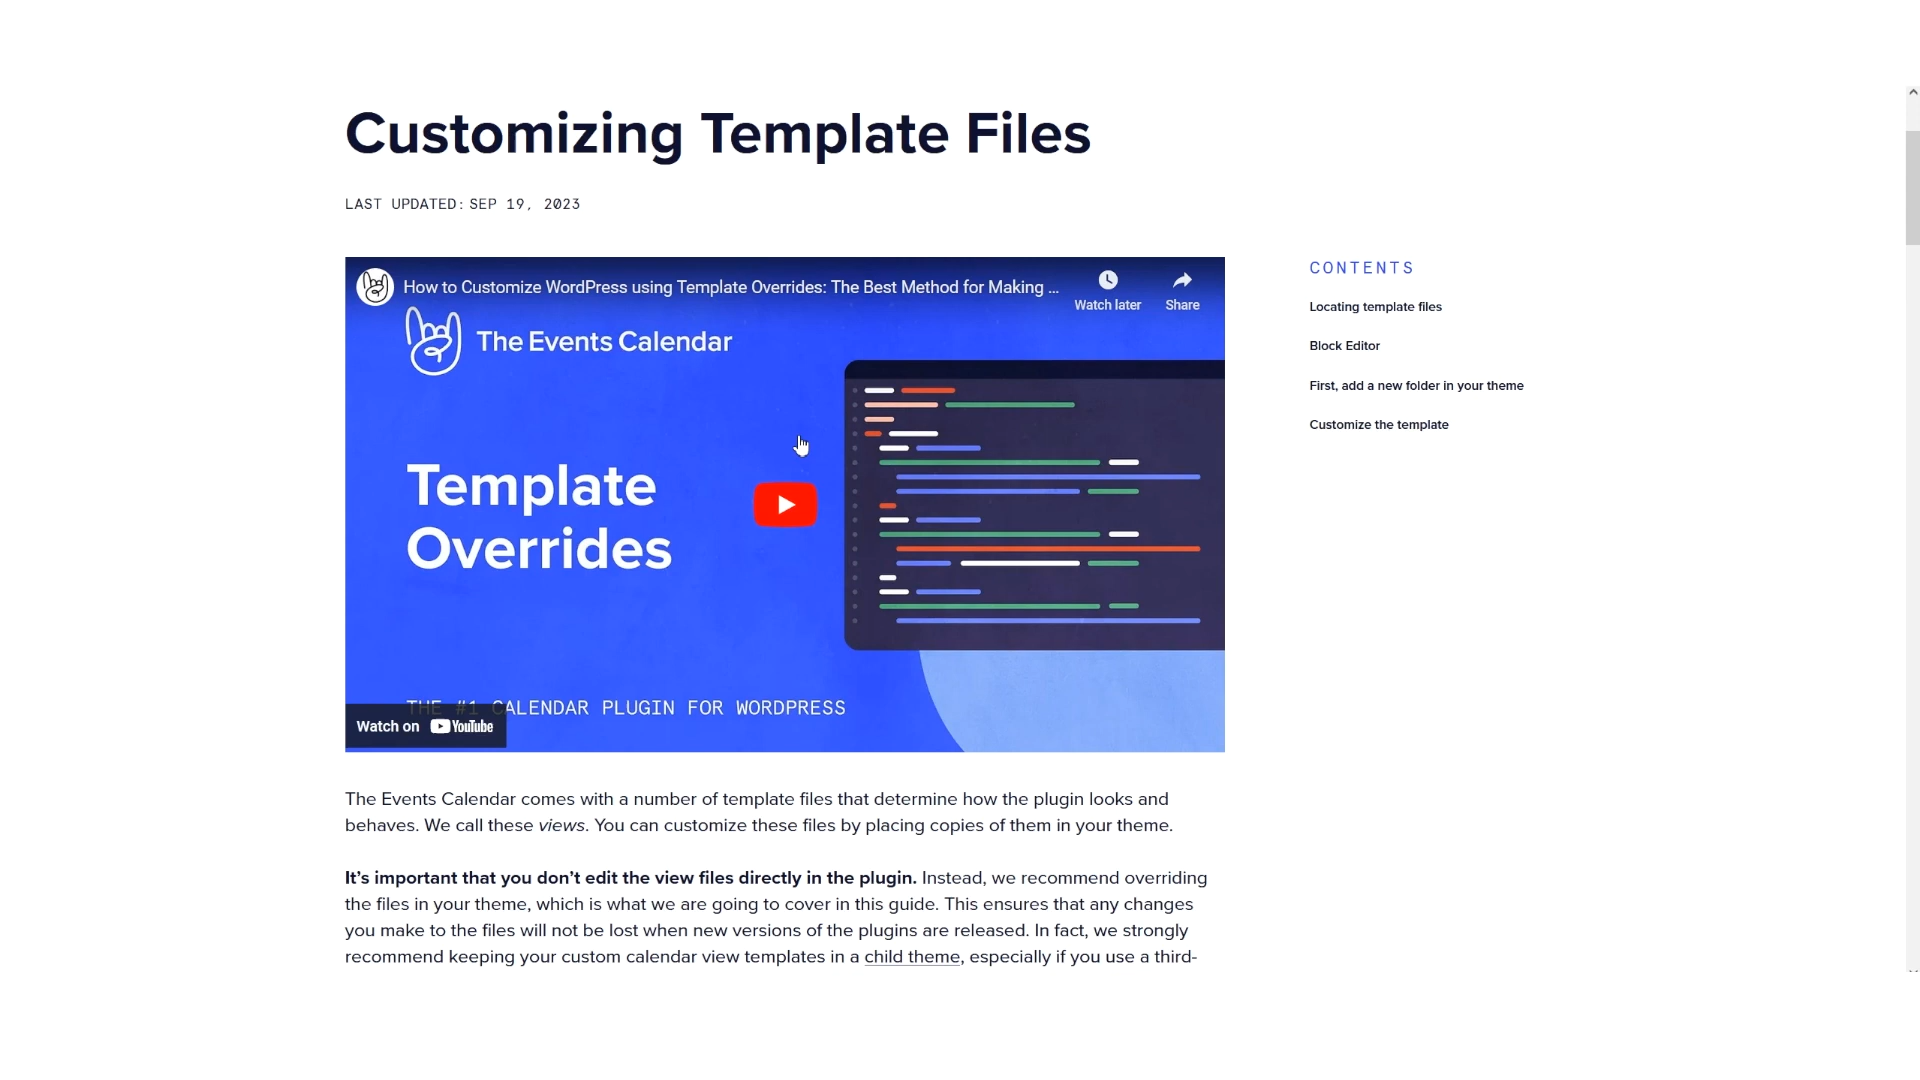 Customizing Template Files
LAST UPDATED: SEP 19, 2023
How to Customize WordPress using Template Overrides: The Best Method for Making ...
Watch later
Share
The Events Calendar
Template
Overrides
THE #1 CALENDAR PLUGIN FOR WORDPRESS
Watch on YouTube
CONTENTS
Locating template files
Block Editor
First, add a new folder in your theme
Customize the template
The Events Calendar comes with a number of template files that determine how the plugin looks and
behaves. We call these views. You can customize these files by placing copies of them in your theme.
It's important that you don't edit the view files directly in the plugin. Instead, we recommend overriding
the files in your theme, which is what we are going to cover in this guide. This ensures that any changes
you make to the files will not be lost when new versions of the plugins are released. In fact, we strongly
recommend keeping your custom calendar view templates in a child theme, especially if you use a third-